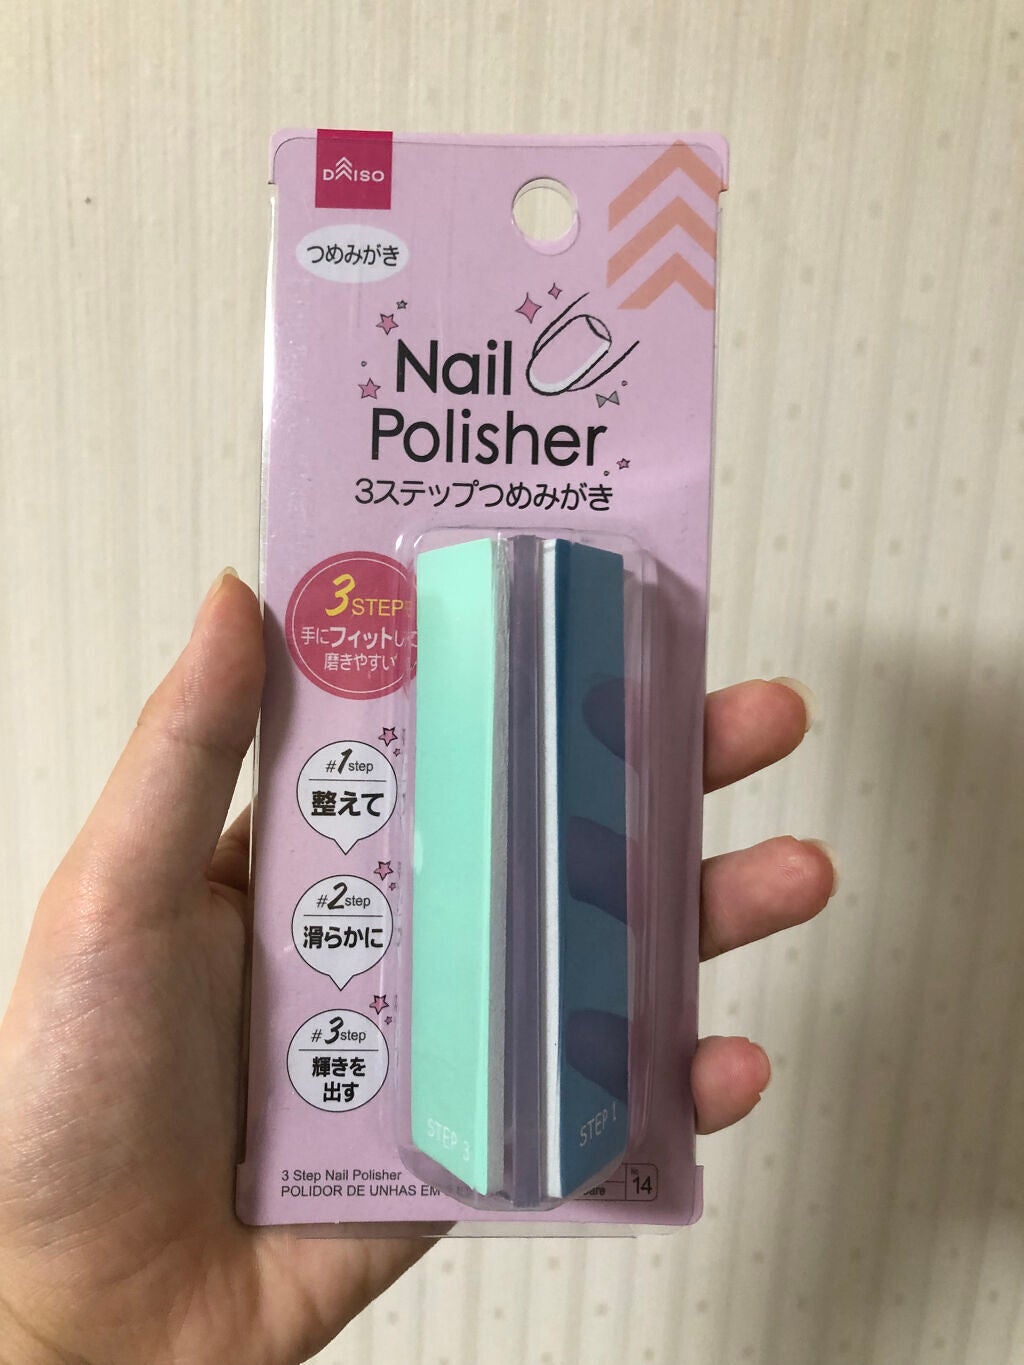 DAISO
つめみがき
Nail
Polisher
3ステップつめみがき
3STEP
手にフィットして
磨きやすい
#1step
整えて
#2step
滑らかに
#3step
輝きを
出す
STEP 3
STEP 1
3 Step Nail Polisher
POLIDOR DE UNHAS EM
No.
14